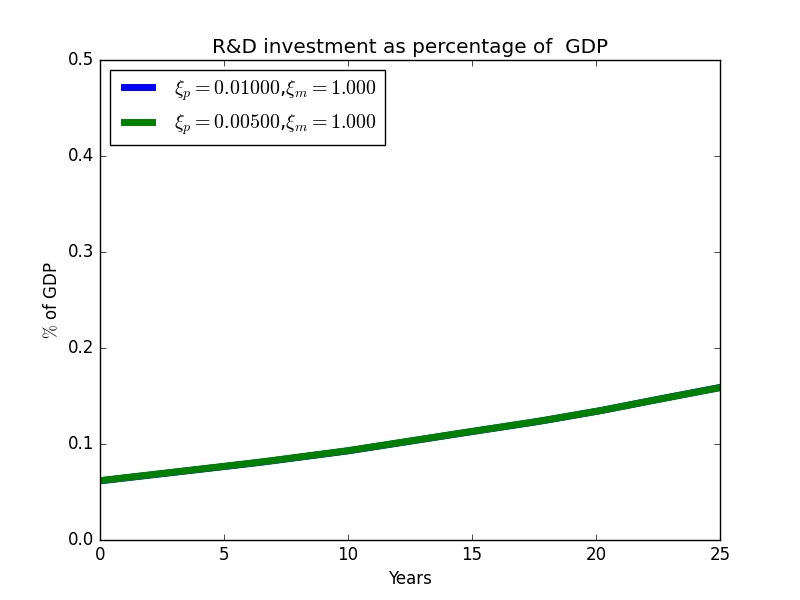 R&D investment as percentage of  GDP
ξₚ = 0.01000,ξₘ = 1.000
ξₚ = 0.00500,ξₘ = 1.000
0.5
0.4
0.3
0.2
0.1
0.0
% of GDP
0 5 10 15 20 25
Years